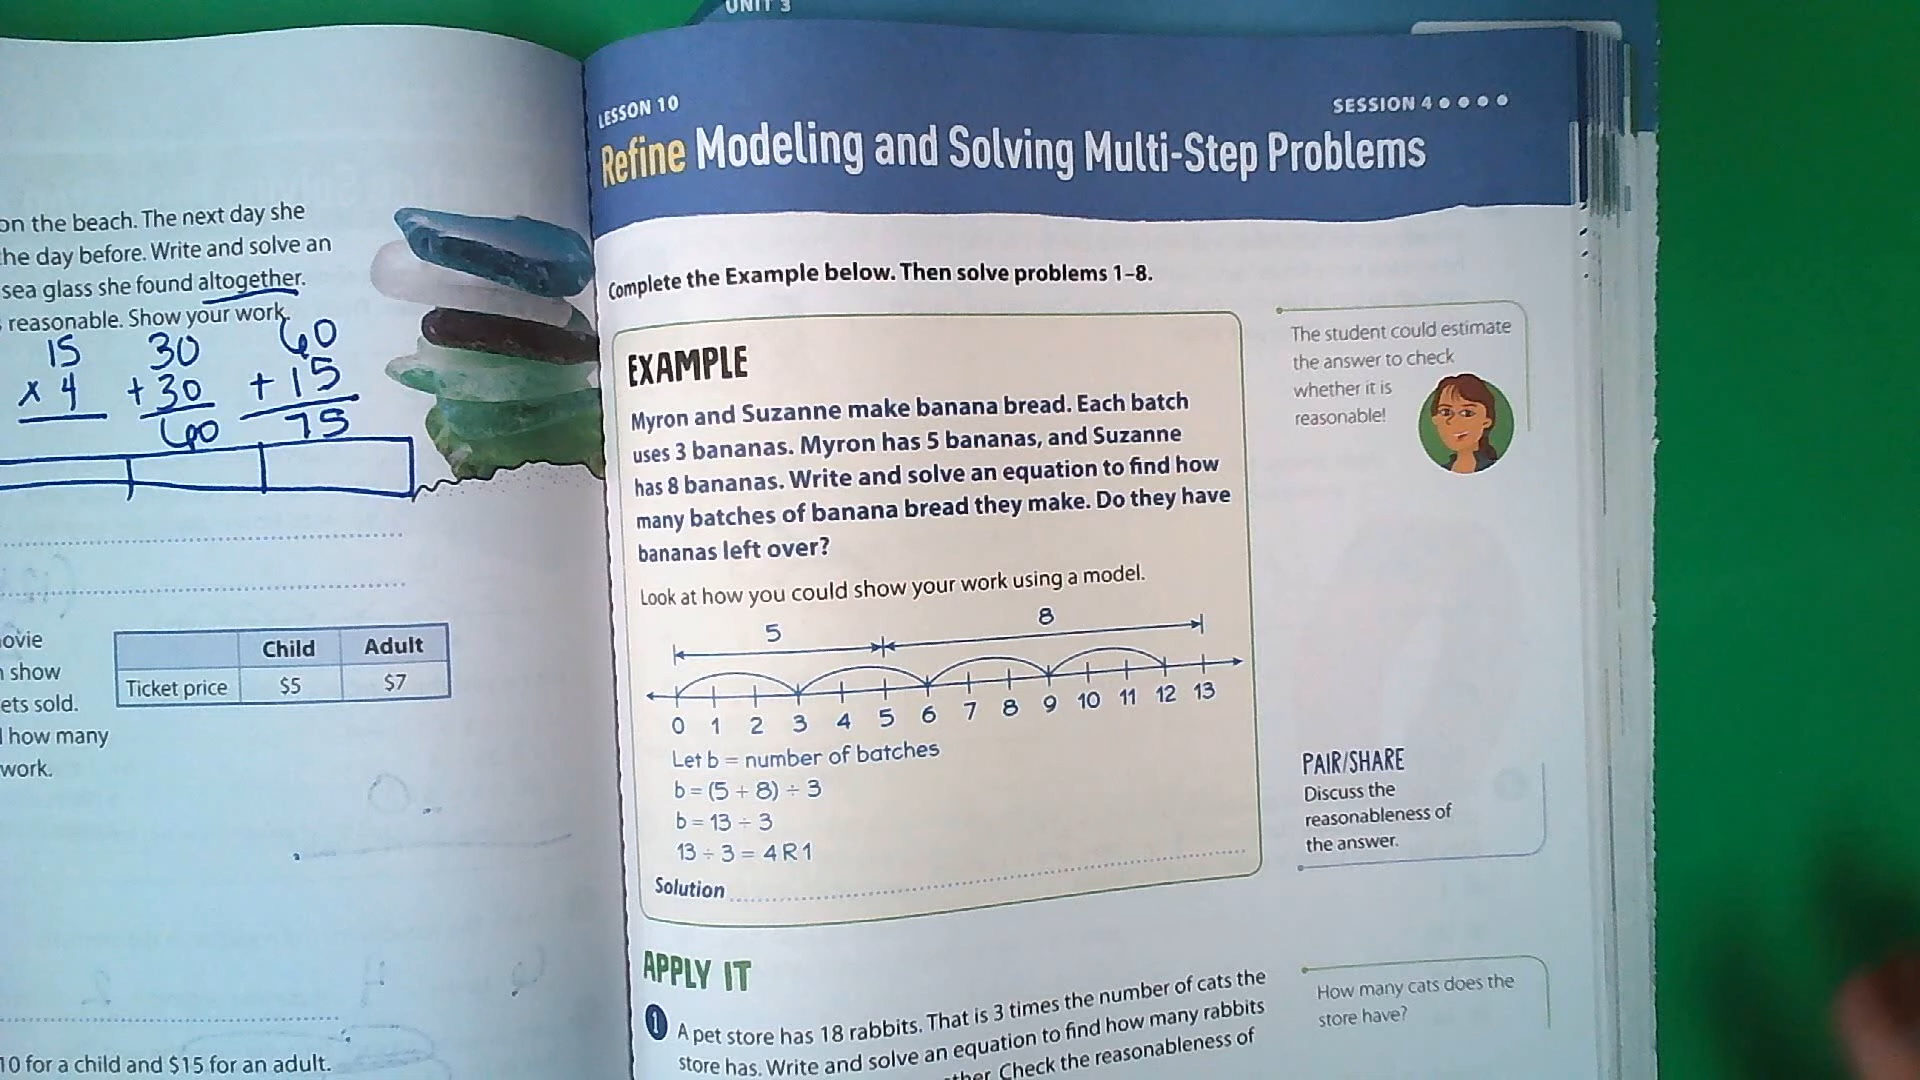 UNIT 3
on the beach. The next day she
he day before. Write and solve an
sea glass she found altogether.
reasonable. Show your work.
15 30 60
x 4 + 30 + 15
60 75
ovie
show
ets sold.
how many
work.
Child Adult
Ticket price $5 $7
10 for a child and $15 for an adult.
LESSON 10
SESSION 4
Refine Modeling and Solving Multi-Step Problems
Complete the Example below. Then solve problems 1–8.
EXAMPLE
Myron and Suzanne make banana bread. Each batch
uses 3 bananas. Myron has 5 bananas, and Suzanne
has 8 bananas. Write and solve an equation to find how
many batches of banana bread they make. Do they have
bananas left over?
Look at how you could show your work using a model.
5 8
0 1 2 3 4 5 6 7 8 9 10 11 12 13
Let b = number of batches
b = (5 + 8) ÷ 3
b = 13 ÷ 3
13 ÷ 3 = 4 R 1
Solution
The student could estimate
the answer to check
whether it is
reasonable!
PAIR/SHARE
Discuss the
reasonableness of
the answer.
APPLY IT
1 A pet store has 18 rabbits. That is 3 times the number of cats the
store has. Write and solve an equation to find how many rabbits
ther. Check the reasonableness of
How many cats does the
store have?